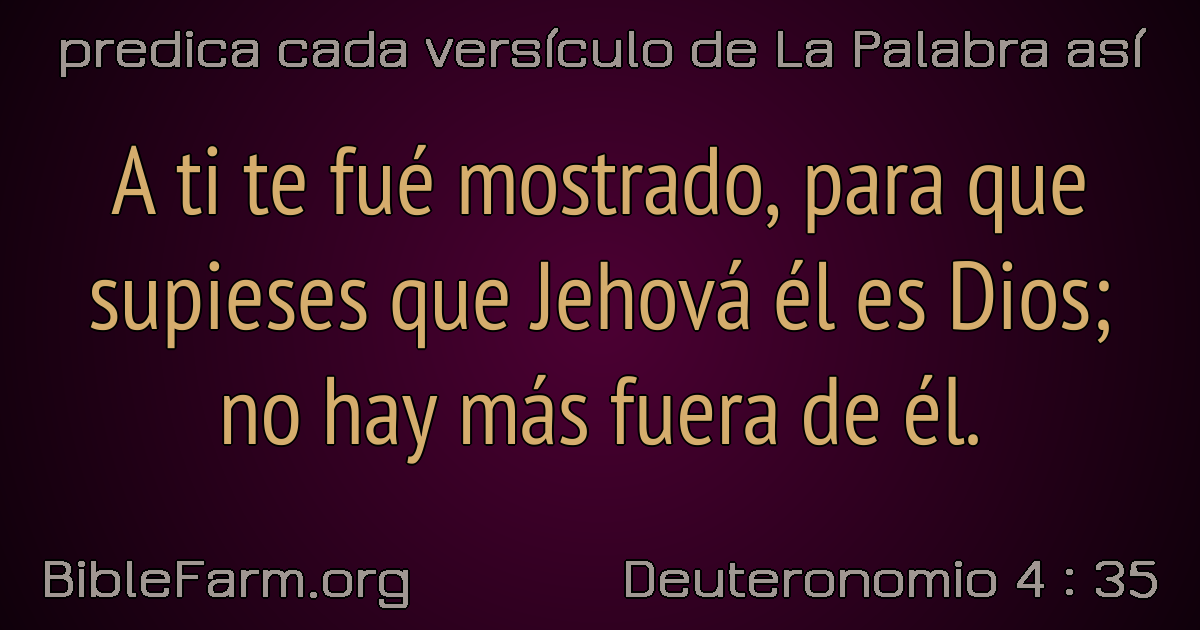 predica cada versículo de La Palabra así
A ti te fué mostrado, para que
supieses que Jehová él es Dios;
no hay más fuera de él.
BibleFarm.org
Deuteronomio 4 : 35